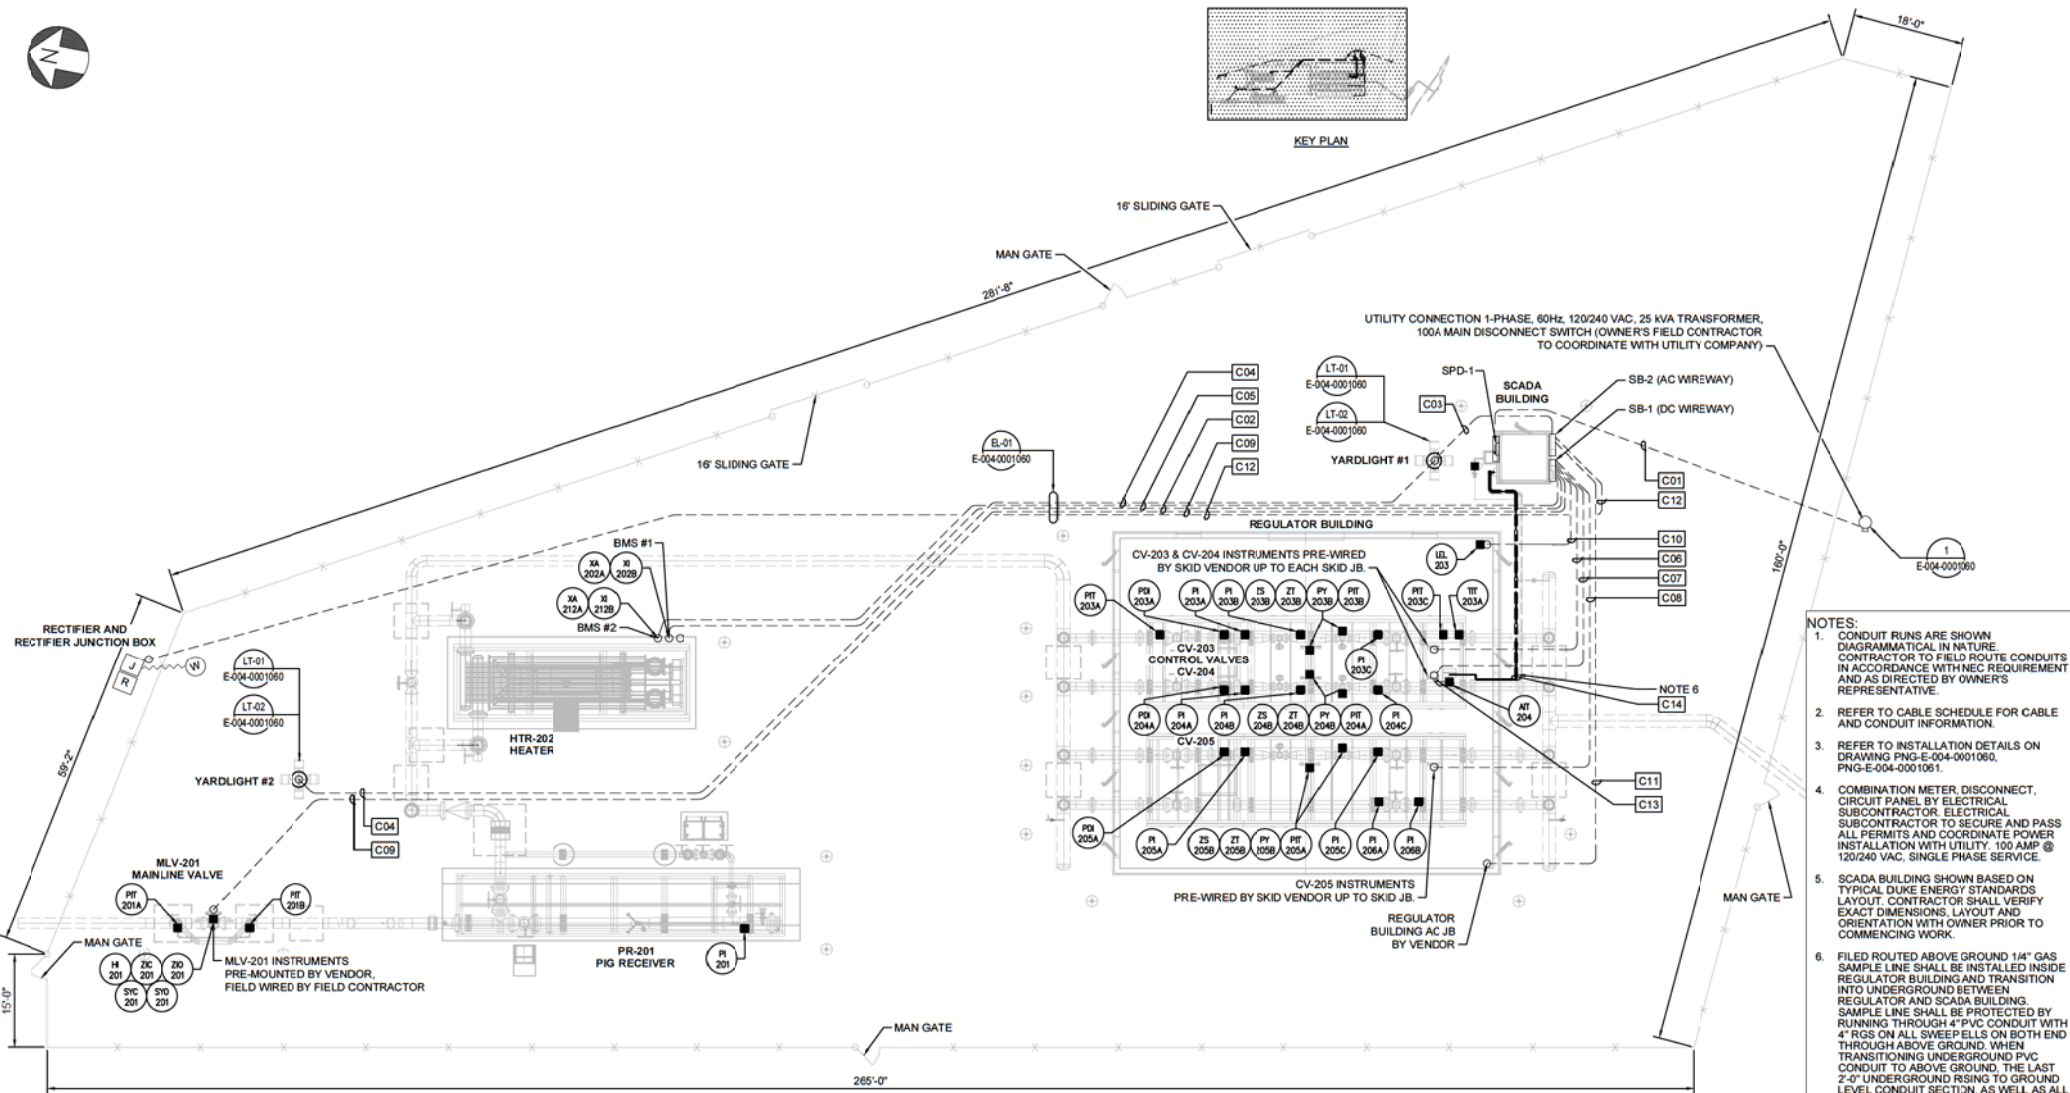 N
18'-0"
KEY PLAN
16' SLIDING GATE
MAN GATE
281'-8"
UTILITY CONNECTION 1-PHASE, 60Hz, 120/240 VAC, 25 kVA TRANSFORMER,
100A MAIN DISCONNECT SWITCH (OWNER'S FIELD CONTRACTOR
TO COORDINATE WITH UTILITY COMPANY)
C04
C05
C02
C09
C12
LT-01
E-004-0001060
LT-02
E-004-0001060
C03
SPD-1
SCADA
BUILDING
SB-2 (AC WIREWAY)
SB-1 (DC WIREWAY)
YARDLIGHT #1
16' SLIDING GATE
EL-01
E-004-0001060
C01
C12
C10
C06
C07
C08
160'-0"
1
E-004-0001060
REGULATOR BUILDING
CV-203 & CV-204 INSTRUMENTS PRE-WIRED
BY SKID VENDOR UP TO EACH SKID JB.
LEL
203
BMS #1
XA
202A
XI
202B
XA
212A
XI
212B
BMS #2
PIT
203A
PDI
203A
PI
203A
PI
203B
ZS
203B
ZT
203B
PY
203B
PIT
203B
PIT
203C
TIT
203A
CV-203
CONTROL VALVES
CV-204
PI
203C
PDI
204A
PI
204A
PI
204B
ZS
204B
ZT
204B
PY
204B
PIT
204A
PI
204C
AIT
204
NOTE 6
C14
CV-205
C11
C13
PDI
205A
PI
205A
ZS
205B
ZT
205B
PY
205B
PIT
205A
PI
205C
PI
206A
PI
206B
CV-205 INSTRUMENTS
PRE-WIRED BY SKID VENDOR UP TO SKID JB.
REGULATOR
BUILDING AC JB
BY VENDOR
MAN GATE
RECTIFIER AND
RECTIFIER JUNCTION BOX
J
R
W
LT-01
E-004-0001060
LT-02
E-004-0001060
59'-2"
YARDLIGHT #2
HTR-202
HEATER
C04
C09
MLV-201
MAINLINE VALVE
PIT
201A
PIT
201B
MAN GATE
HI
201
ZIC
201
ZIO
201
SYC
201
SYO
201
MLV-201 INSTRUMENTS
PRE-MOUNTED BY VENDOR,
FIELD WIRED BY FIELD CONTRACTOR
PR-201
PIG RECEIVER
PI
201
15'-0"
MAN GATE
265'-0"
NOTES:
1. CONDUIT RUNS ARE SHOWN
DIAGRAMMATICAL IN NATURE.
CONTRACTOR TO FIELD ROUTE CONDUITS
IN ACCORDANCE WITH NEC REQUIREMENT
AND AS DIRECTED BY OWNER'S
REPRESENTATIVE.
2. REFER TO CABLE SCHEDULE FOR CABLE
AND CONDUIT INFORMATION.
3. REFER TO INSTALLATION DETAILS ON
DRAWING PNG-E-004-0001060,
PNG-E-004-0001061.
4. COMBINATION METER, DISCONNECT,
CIRCUIT PANEL BY ELECTRICAL
SUBCONTRACTOR. ELECTRICAL
SUBCONTRACTOR TO SECURE AND PASS
ALL PERMITS AND COORDINATE POWER
INSTALLATION WITH UTILITY. 100 AMP @
120/240 VAC, SINGLE PHASE SERVICE.
5. SCADA BUILDING SHOWN BASED ON
TYPICAL DUKE ENERGY STANDARDS
LAYOUT. CONTRACTOR SHALL VERIFY
EXACT DIMENSIONS, LAYOUT AND
ORIENTATION WITH OWNER PRIOR TO
COMMENCING WORK.
6. FILED ROUTED ABOVE GROUND 1/4" GAS
SAMPLE LINE SHALL BE INSTALLED INSIDE
REGULATOR BUILDING AND TRANSITION
INTO UNDERGROUND BETWEEN
REGULATOR AND SCADA BUILDING.
SAMPLE LINE SHALL BE PROTECTED BY
RUNNING THROUGH 4" PVC CONDUIT WITH
4" RGS ON ALL SWEEP ELLS ON BOTH END
THROUGH ABOVE GROUND. WHEN
TRANSITIONING UNDERGROUND PVC
CONDUIT TO ABOVE GROUND, THE LAST
2'-0" UNDERGROUND RISING TO GROUND
LEVEL CONDUIT SECTION, AS WELL AS ALL